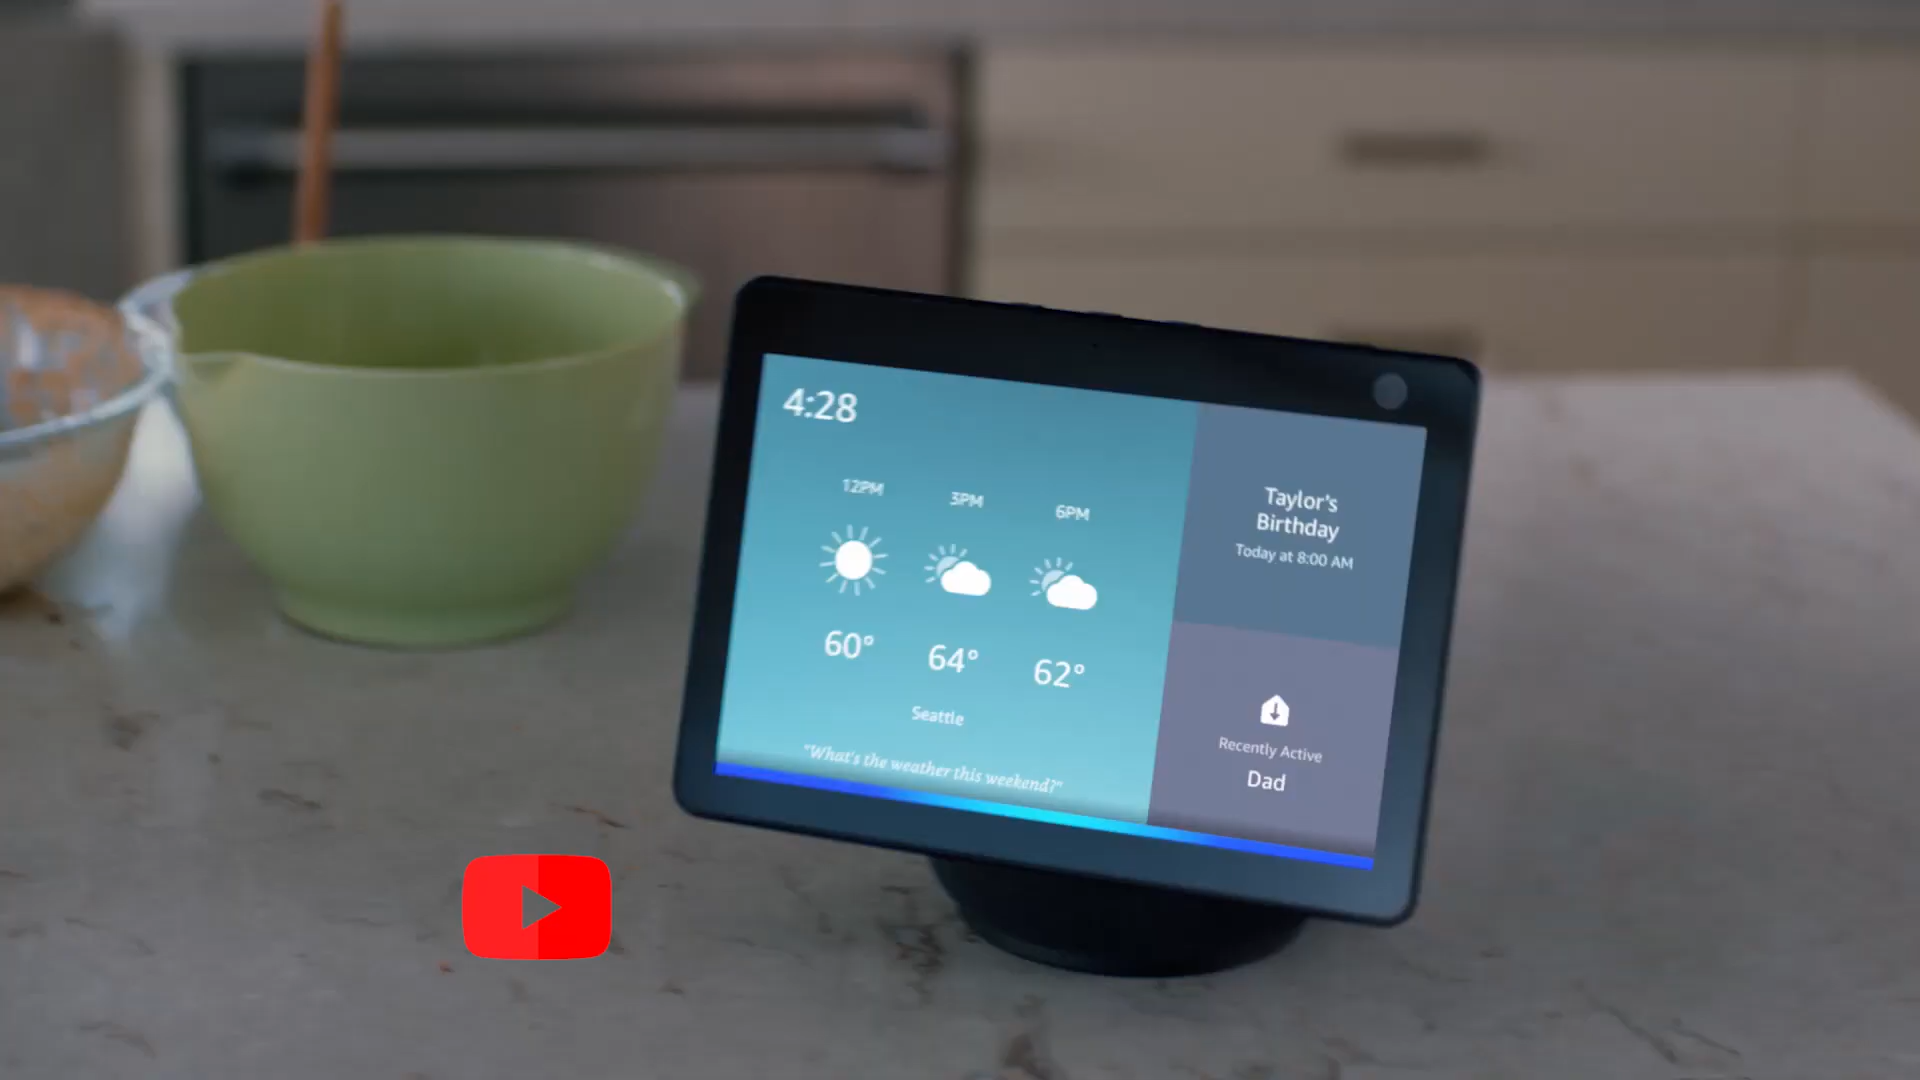 4:28
12PM 3PM 6PM
60° 64° 62°
Seattle
"What's the weather this weekend?"
Taylor's
Birthday
Today at 8:00 AM
Recently Active
Dad